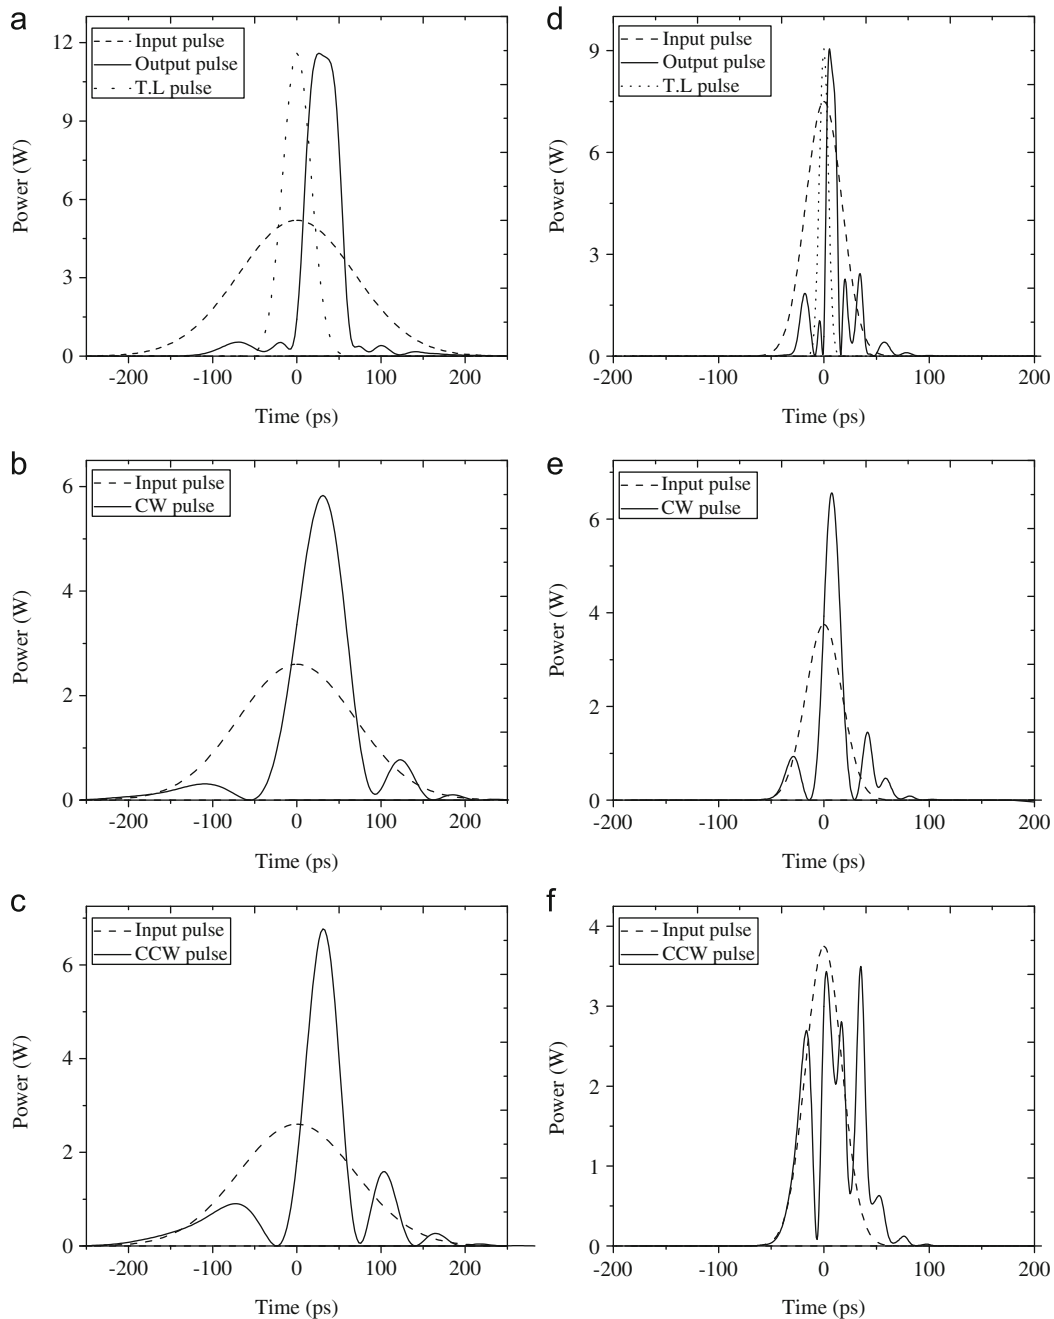 a
Input pulse
Output pulse
T.L pulse
12
9
6
3
0
Power (W)
-200 -100 0 100 200
Time (ps)
d
Input pulse
Output pulse
T.L pulse
9
6
3
0
Power (W)
-200 -100 0 100 200
Time (ps)
b
Input pulse
CW pulse
6
4
2
0
Power (W)
-200 -100 0 100 200
Time (ps)
e
Input pulse
CW pulse
6
4
2
0
Power (W)
-200 -100 0 100 200
Time (ps)
c
Input pulse
CCW pulse
6
4
2
0
Power (W)
-200 -100 0 100 200
Time (ps)
f
Input pulse
CCW pulse
4
3
2
1
0
Power (W)
-200 -100 0 100 200
Time (ps)